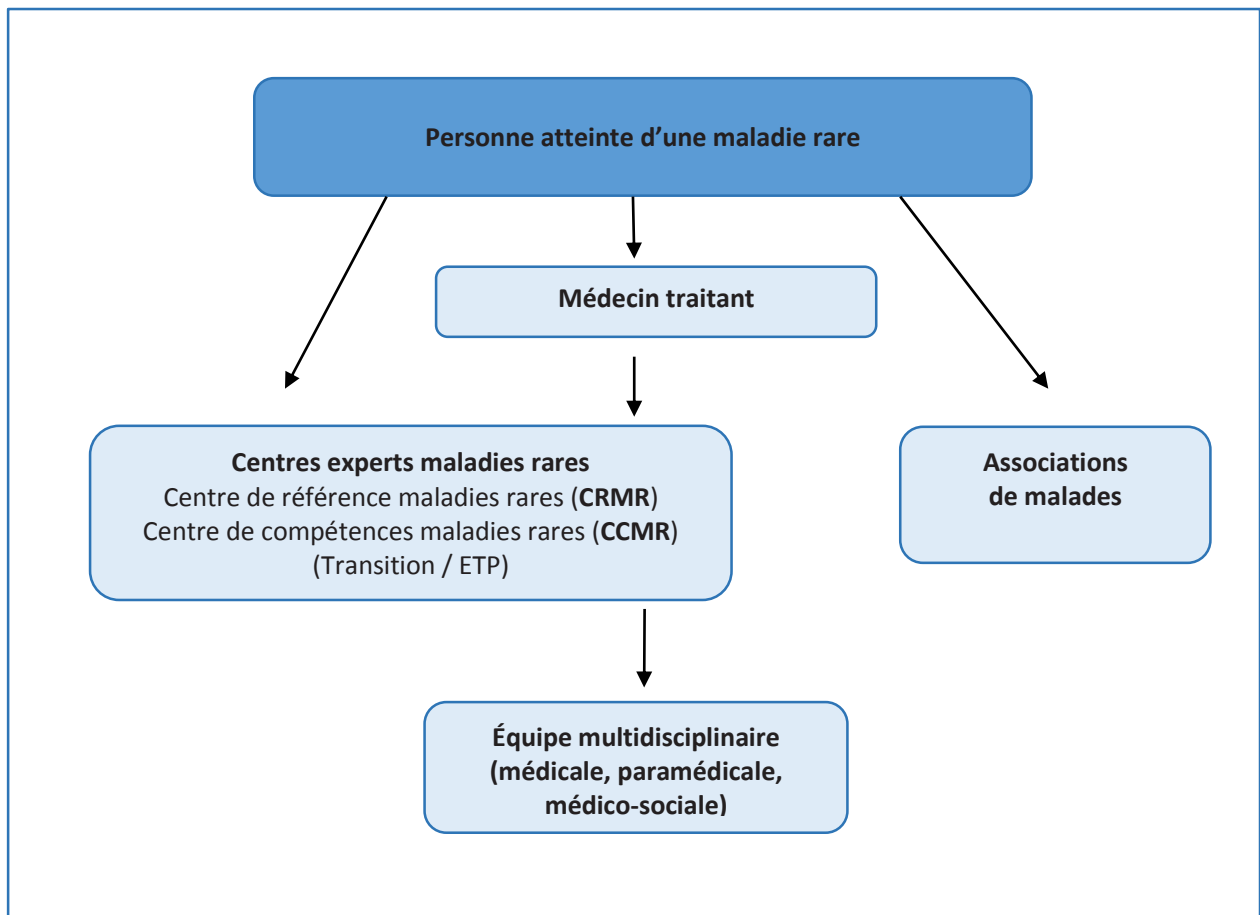 Personne atteinte d’une maladie rare
Médecin traitant
Centres experts maladies rares
Centre de référence maladies rares (CRMR)
Centre de compétences maladies rares (CCMR)
(Transition / ETP)
Associations
de malades
Équipe multidisciplinaire
(médicale, paramédicale,
médico-sociale)